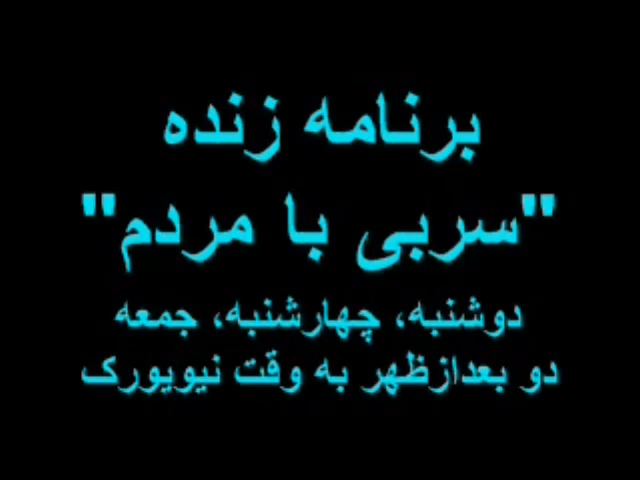 برنامه زنده
"سربی با مردم"
دوشنبه، چهارشنبه، جمعه
دو بعدازظهر به وقت نیویورک